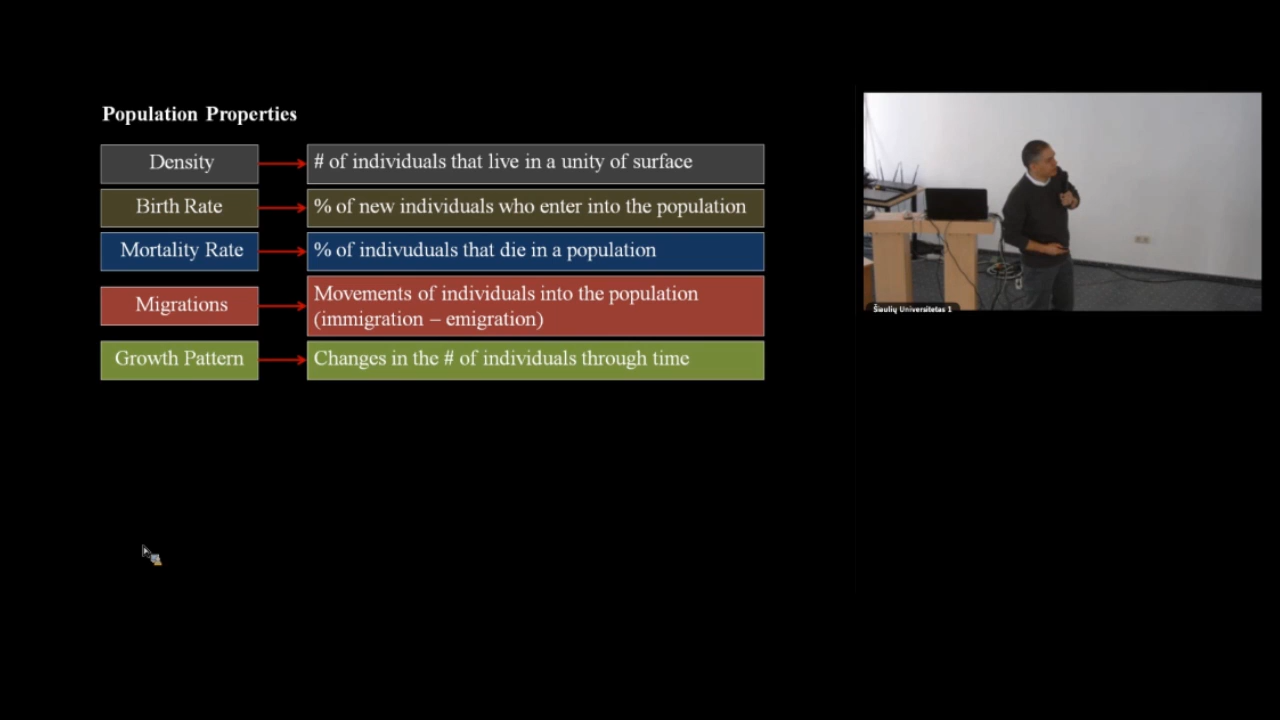 Population Properties
Density
# of individuals that live in a unity of surface
Birth Rate
% of new individuals who enter into the population
Mortality Rate
% of indivuduals that die in a population
Migrations
Movements of individuals into the population
(immigration – emigration)
Growth Pattern
Changes in the # of individuals through time
Šiaulių Universitetas 1